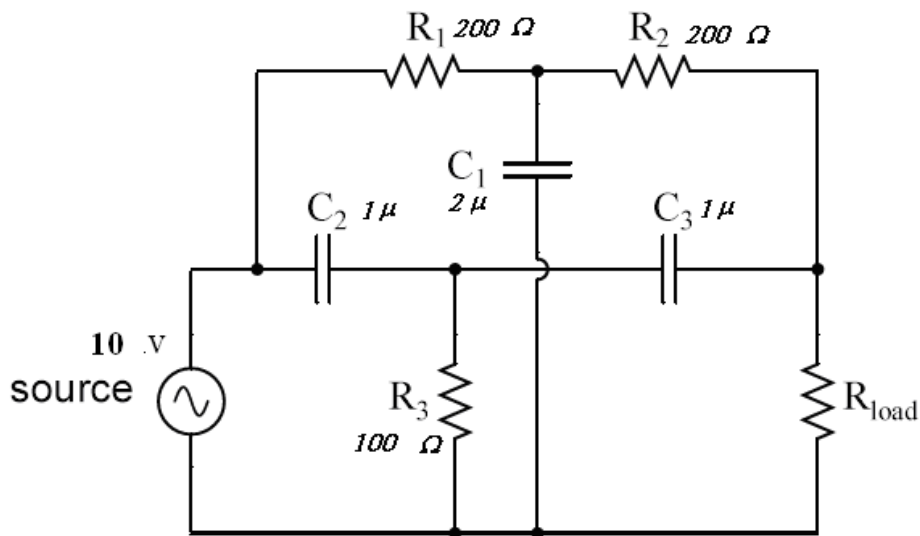 R1 200 Ω
R2 200 Ω
C1
2 μ
C2 1 μ
C3 1 μ
10 .V
source
R3
100 Ω
Rload